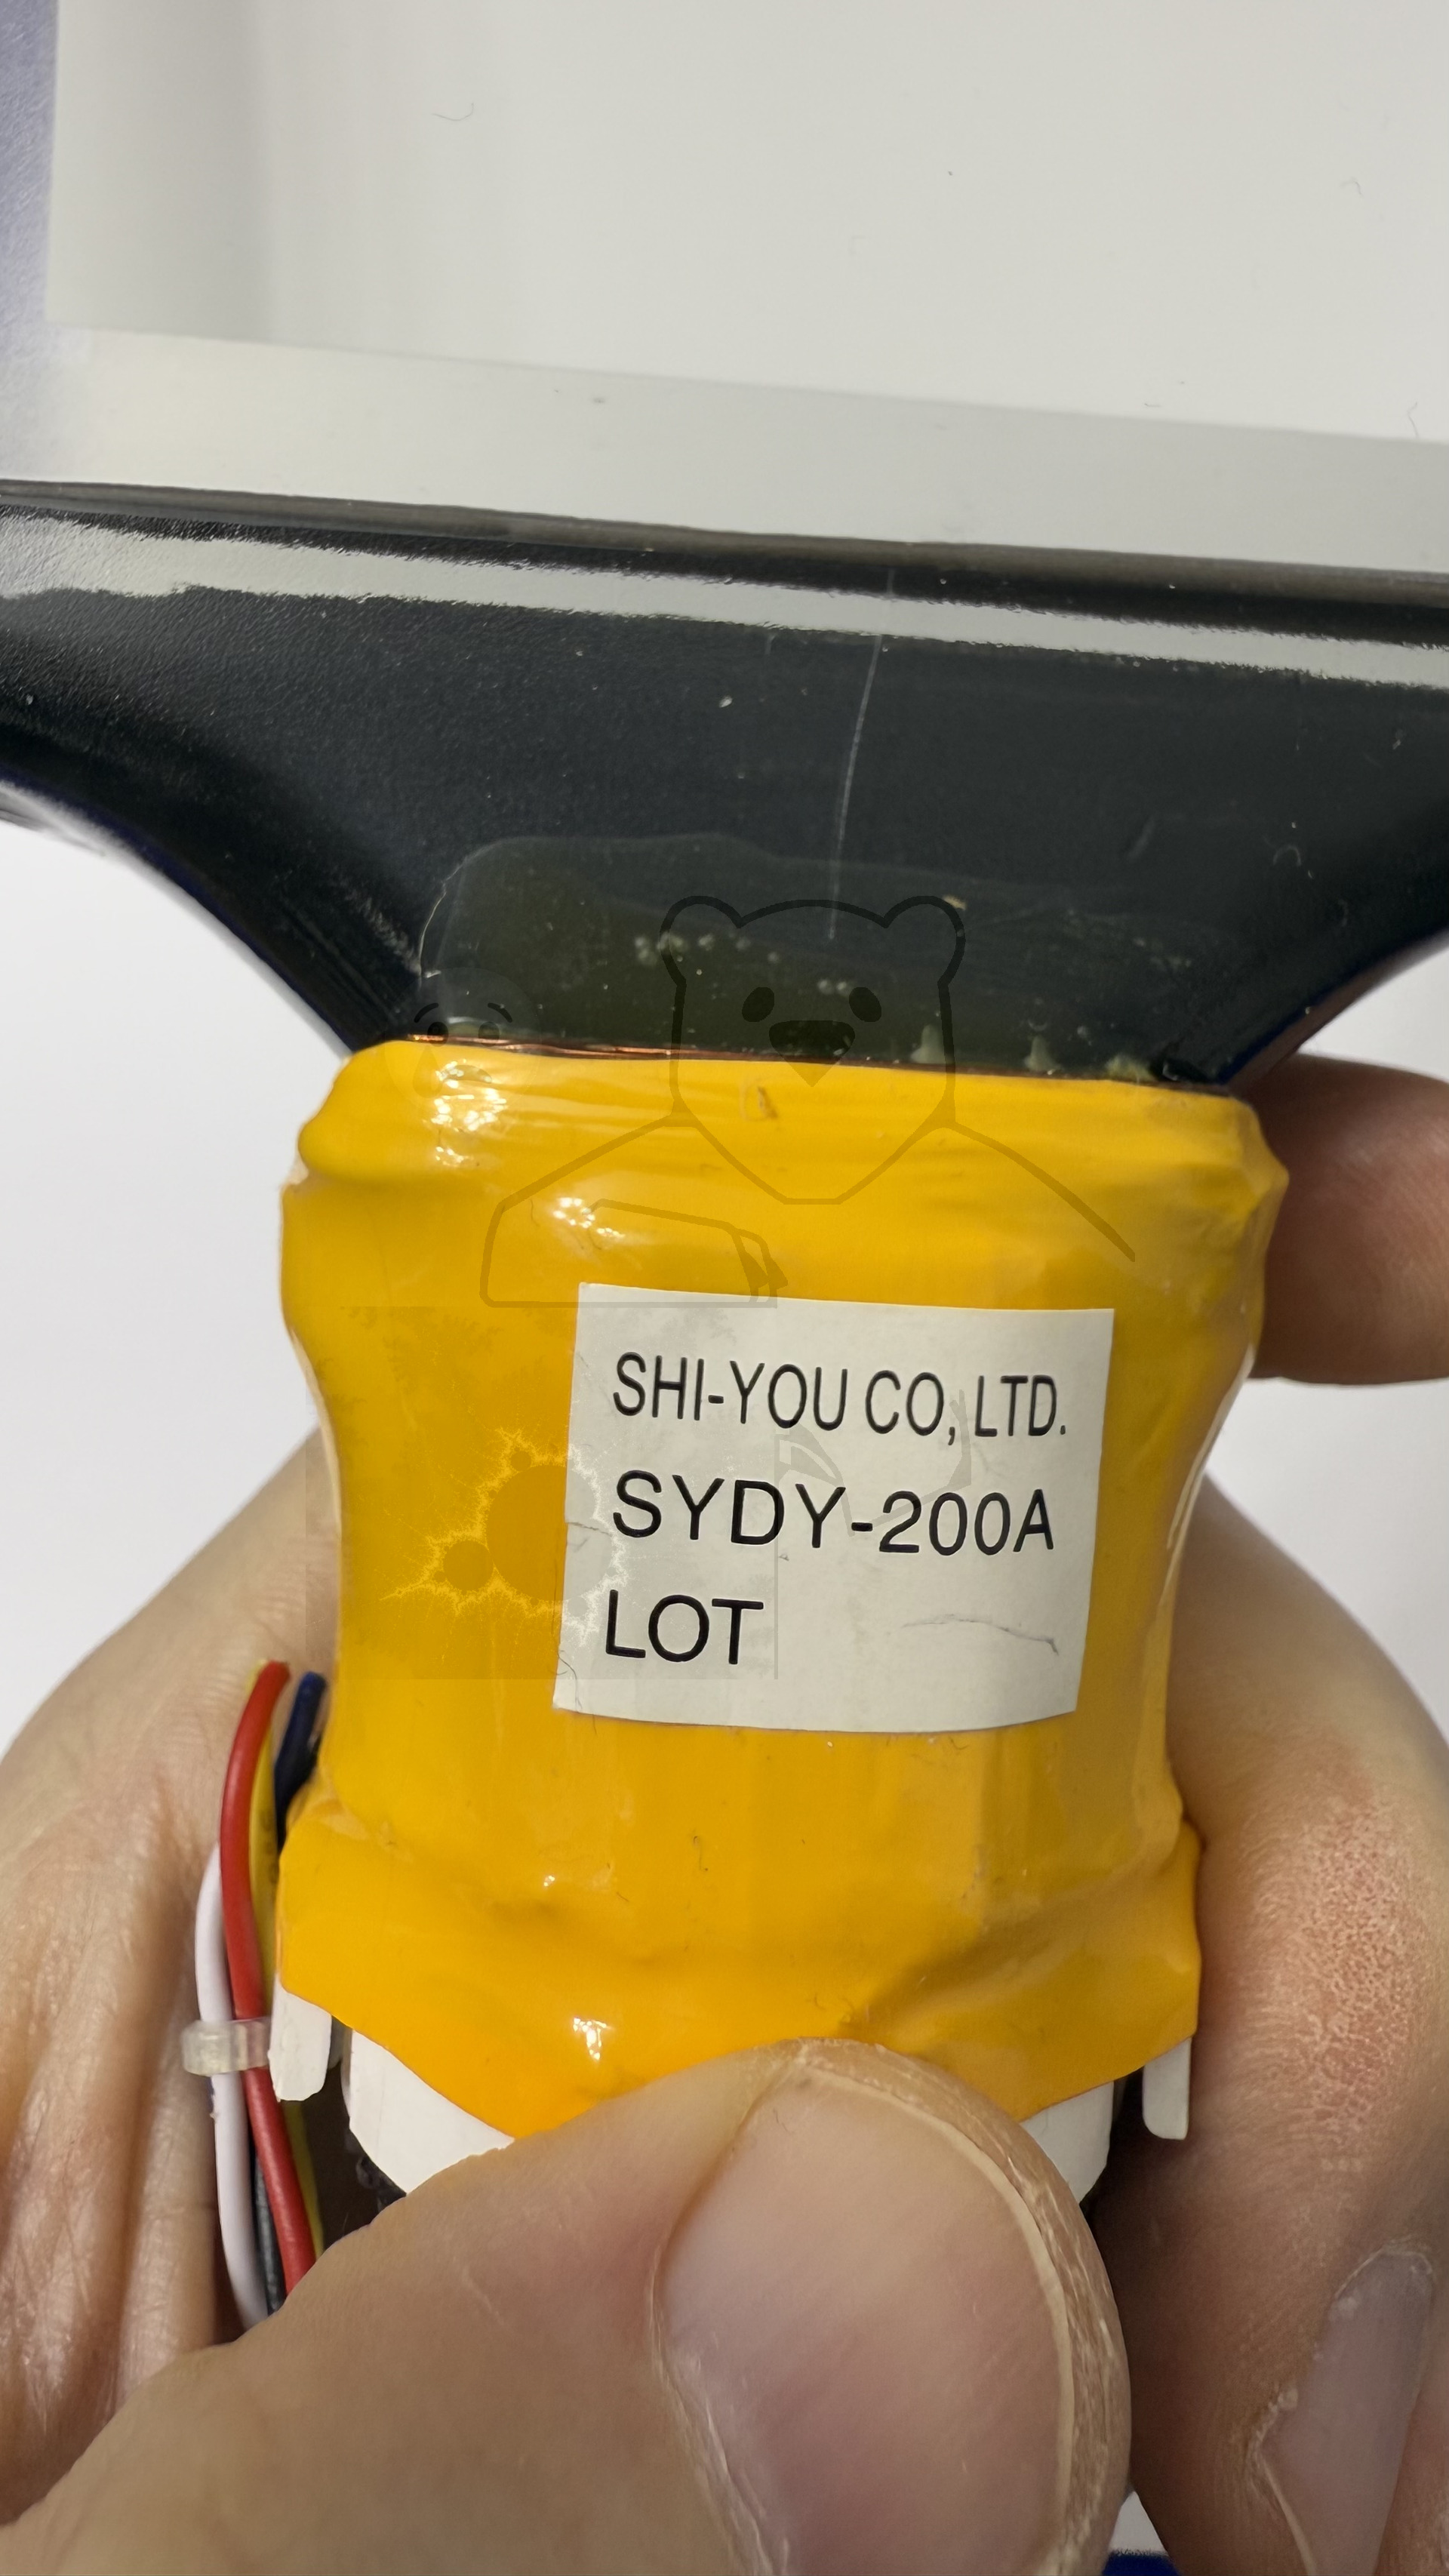 SHI-YOU CO, LTD.
SYDY-200A
LOT